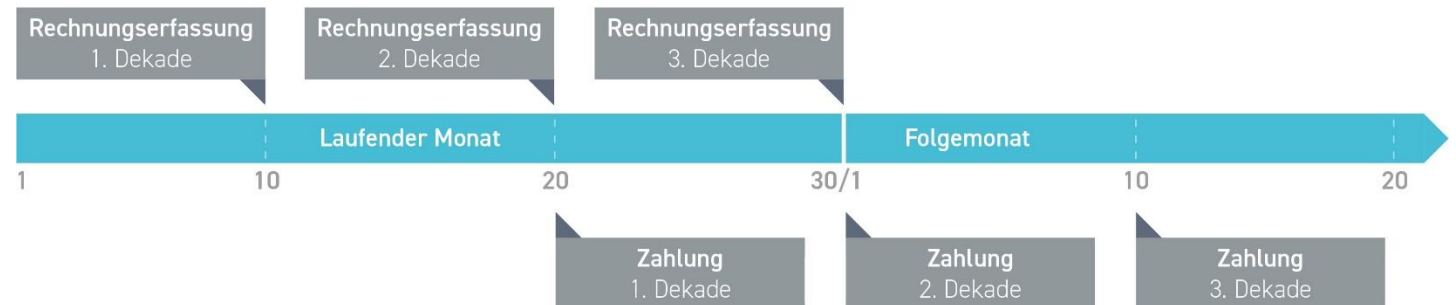 Rechnungserfassung
1. Dekade
Rechnungserfassung
2. Dekade
Rechnungserfassung
3. Dekade
Laufender Monat
Folgemonat
1
10
20
30/1
10
20
Zahlung
1. Dekade
Zahlung
2. Dekade
Zahlung
3. Dekade